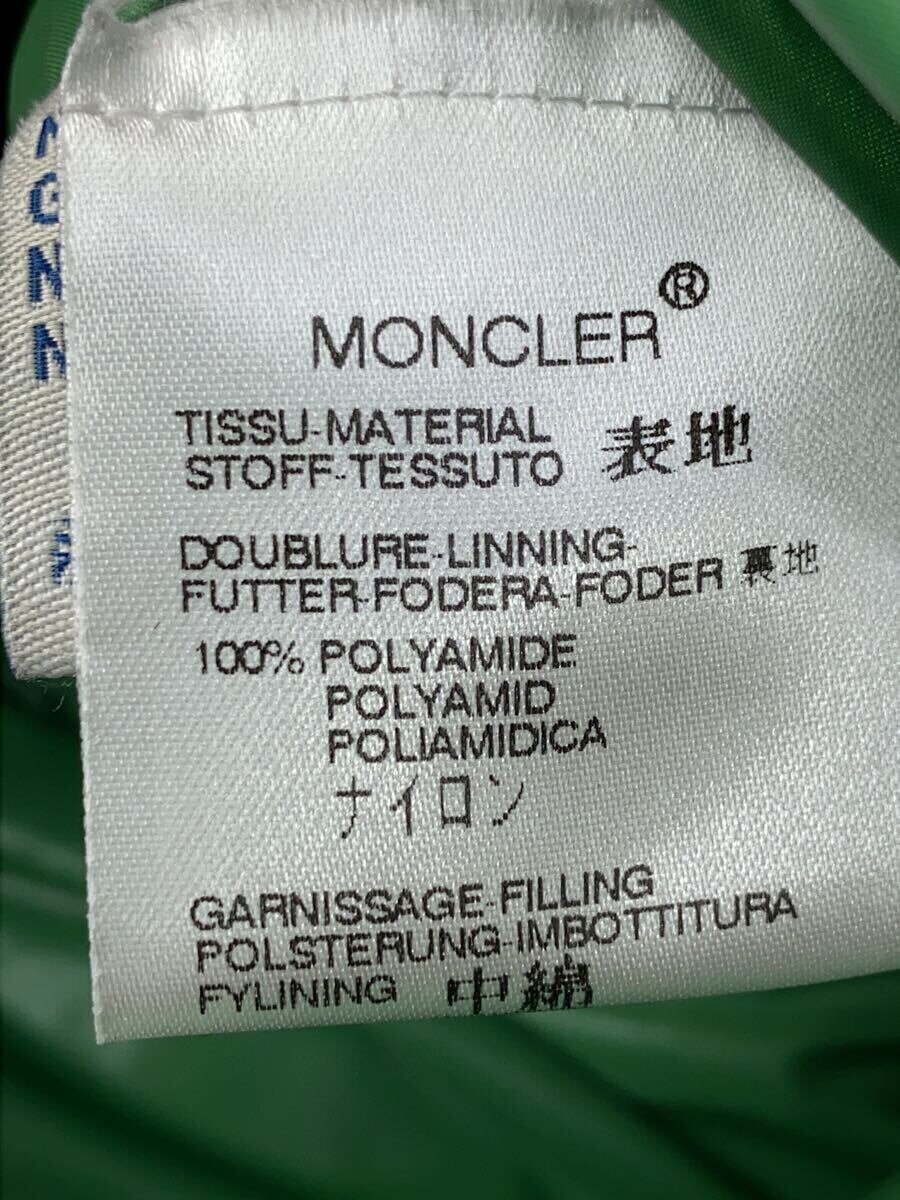 MONCLER®
TISSU-MATERIAL
STOFF-TESSUTO 表地
DOUBLURE-LINNING-
FUTTER-FODERA-FODER 裏地
100% POLYAMIDE
POLYAMID
POLIAMIDICA
ナイロン
GARNISSAGE-FILLING
POLSTERUNG-IMBOTTITURA
FYLINING 中綿